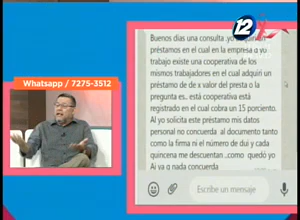 12
Whatsapp / 7275-3512
Buenos días una consulta .yo
préstamos en el cual en la empresa q yo
trabajo existe una cooperativa de los
mismos trabajadores en el cual adquirí un
préstamo de de x valor del presta o la
pregunta es.. está cooperativa está
registrado en el cual cobra un 15 porciento.
Al yo solicita este préstamo mis datos
personal no concuerda al documento tanto
como la firma ni el numero de dui y cada
quincena me descuentan ..como quedó yo
Ai va q nada concuerda
Escribe un mensaje